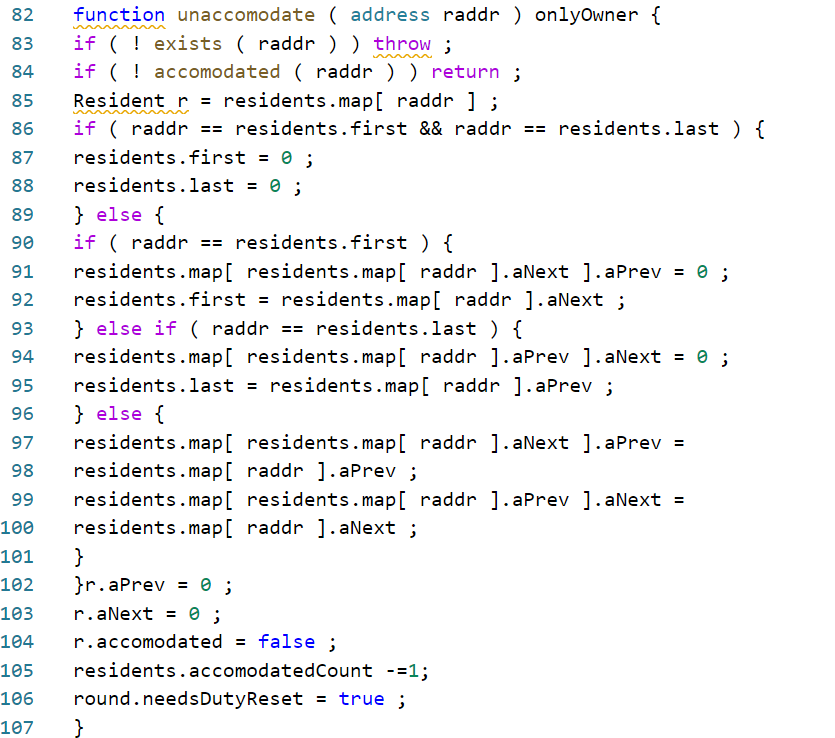 82 function unaccomodate ( address raddr ) onlyOwner {
83 if ( ! exists ( raddr ) ) throw ;
84 if ( ! accomodated ( raddr ) ) return ;
85 Resident r = residents.map[ raddr ] ;
86 if ( raddr == residents.first && raddr == residents.last ) {
87 residents.first = 0 ;
88 residents.last = 0 ;
89 } else {
90 if ( raddr == residents.first ) {
91 residents.map[ residents.map[ raddr ].aNext ].aPrev = 0 ;
92 residents.first = residents.map[ raddr ].aNext ;
93 } else if ( raddr == residents.last ) {
94 residents.map[ residents.map[ raddr ].aPrev ].aNext = 0 ;
95 residents.last = residents.map[ raddr ].aPrev ;
96 } else {
97 residents.map[ residents.map[ raddr ].aNext ].aPrev =
98 residents.map[ raddr ].aPrev ;
99 residents.map[ residents.map[ raddr ].aPrev ].aNext =
100 residents.map[ raddr ].aNext ;
101 }
102 }r.aPrev = 0 ;
103 r.aNext = 0 ;
104 r.accomodated = false ;
105 residents.accomodatedCount -=1;
106 round.needsDutyReset = true ;
107 }